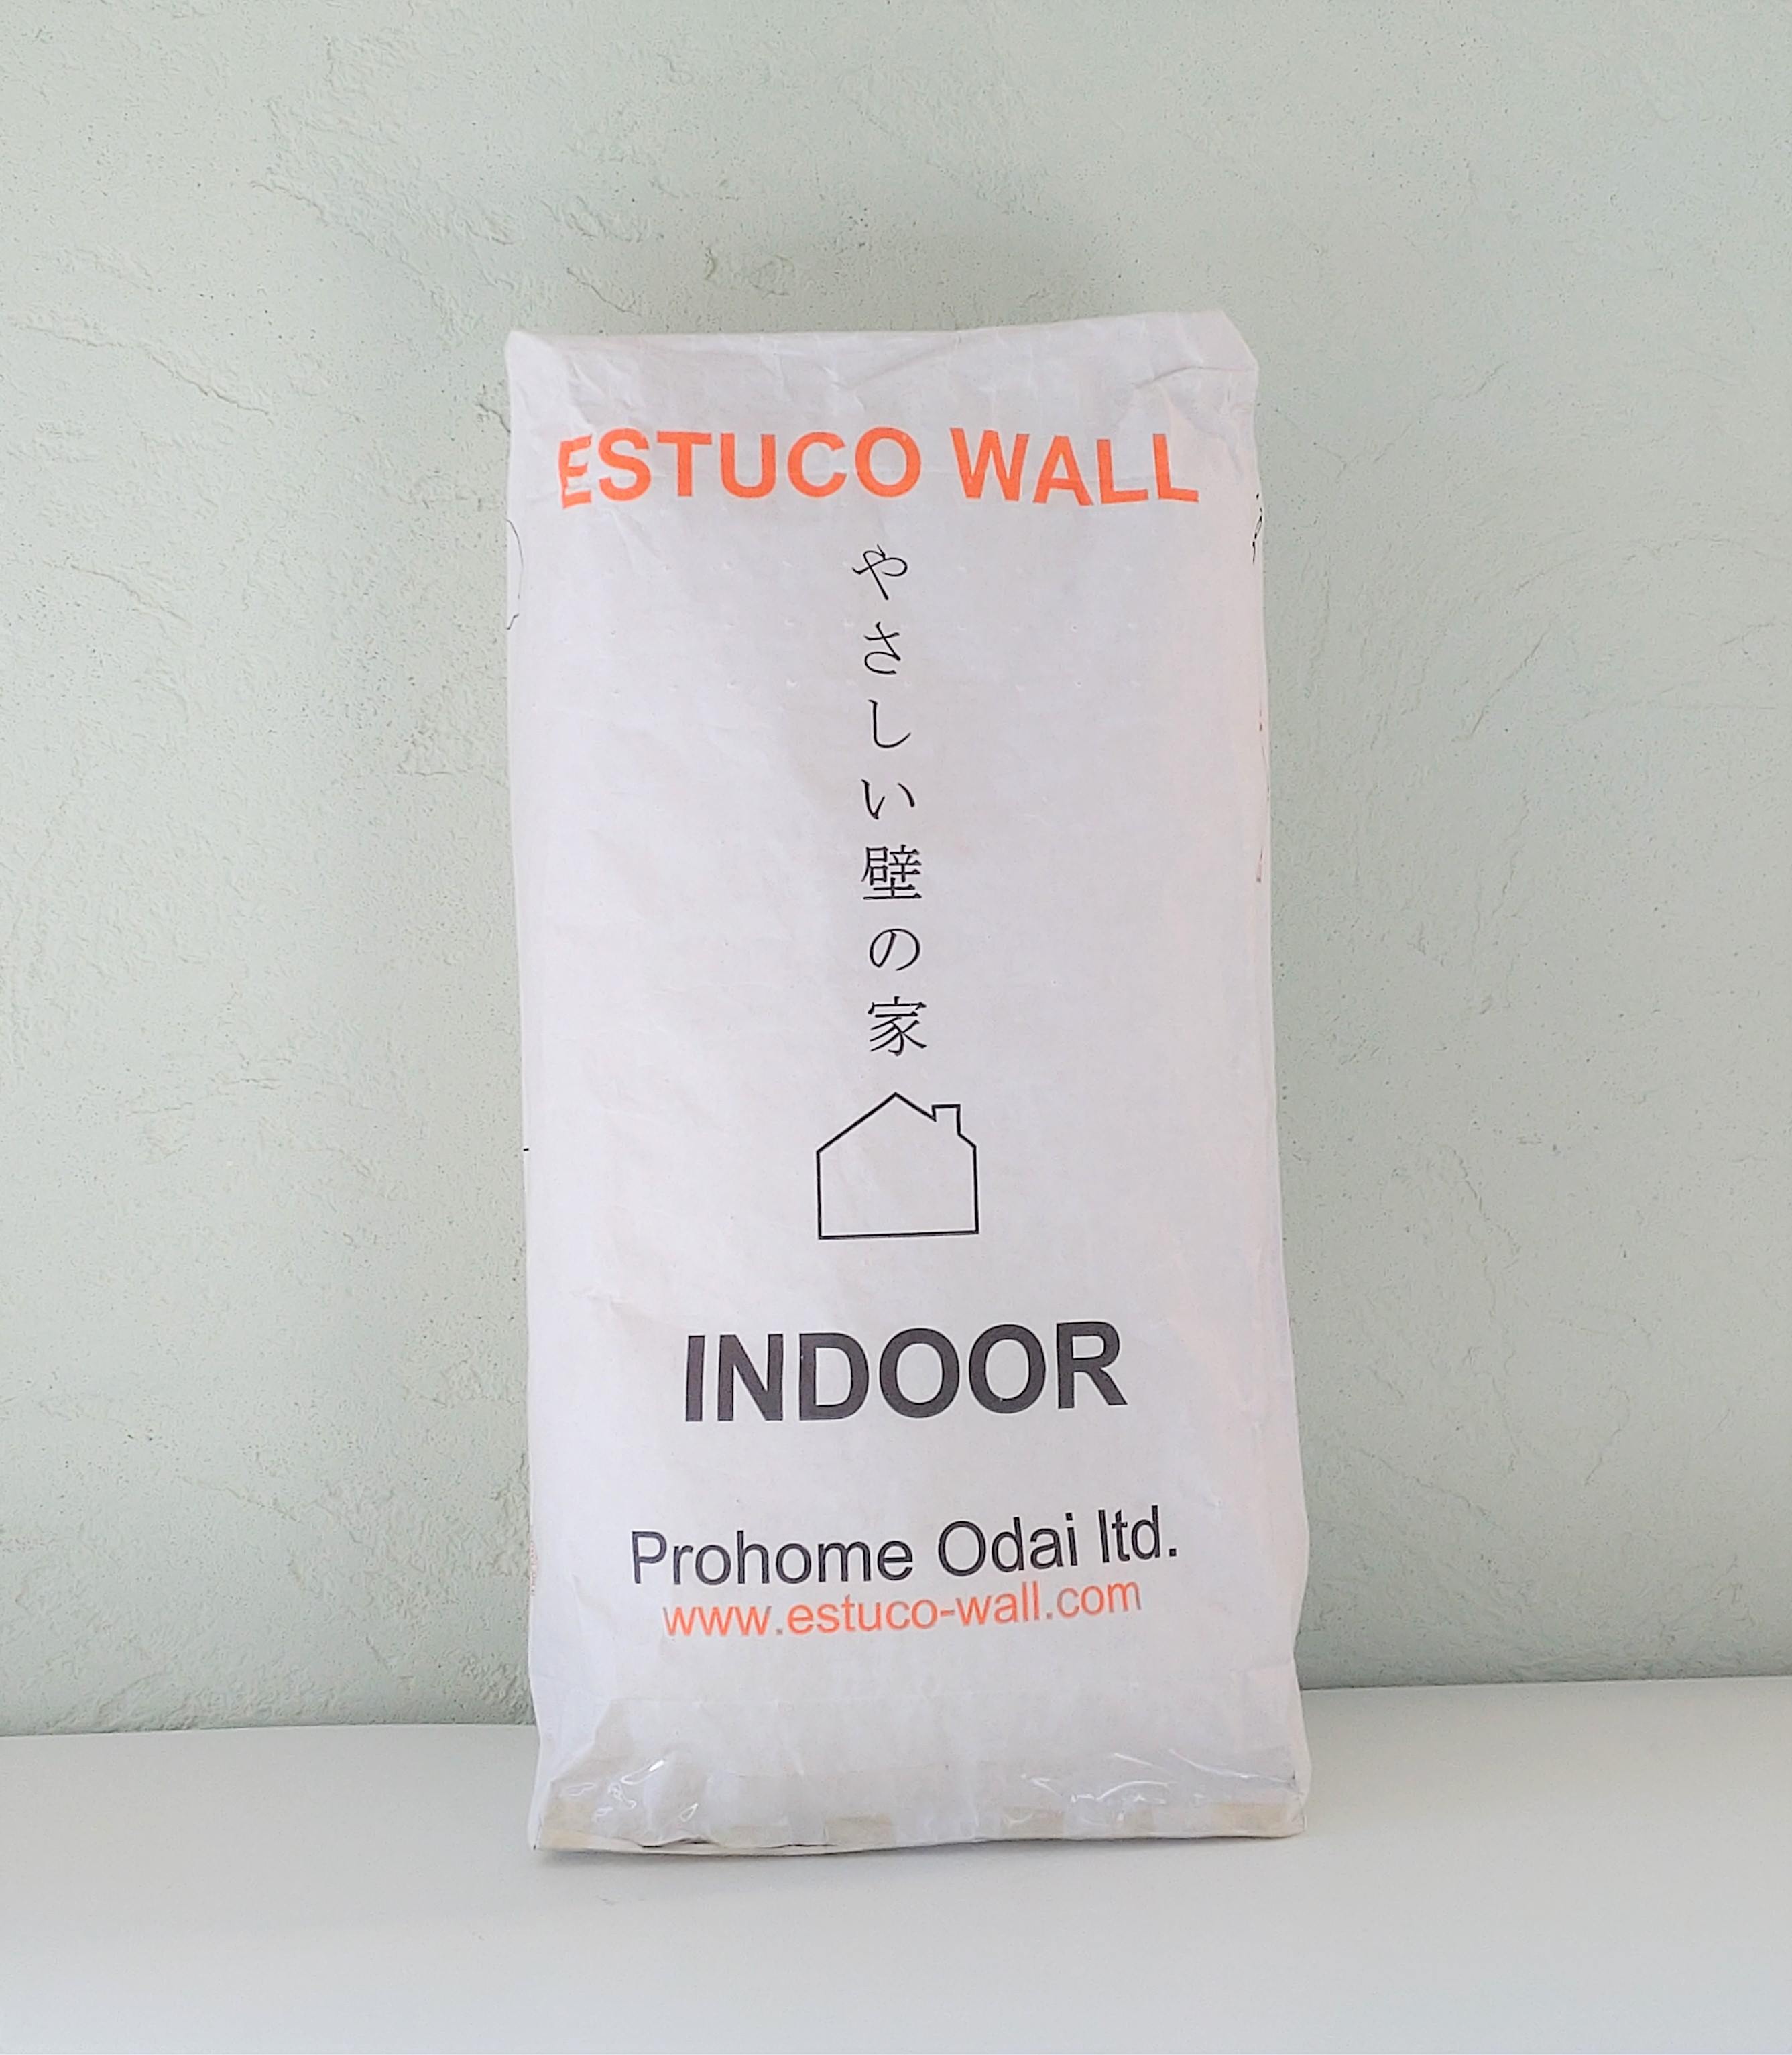 ESTUCO WALL
やさしい壁の家
INDOOR
Prohome Odai ltd.
www.estuco-wall.com